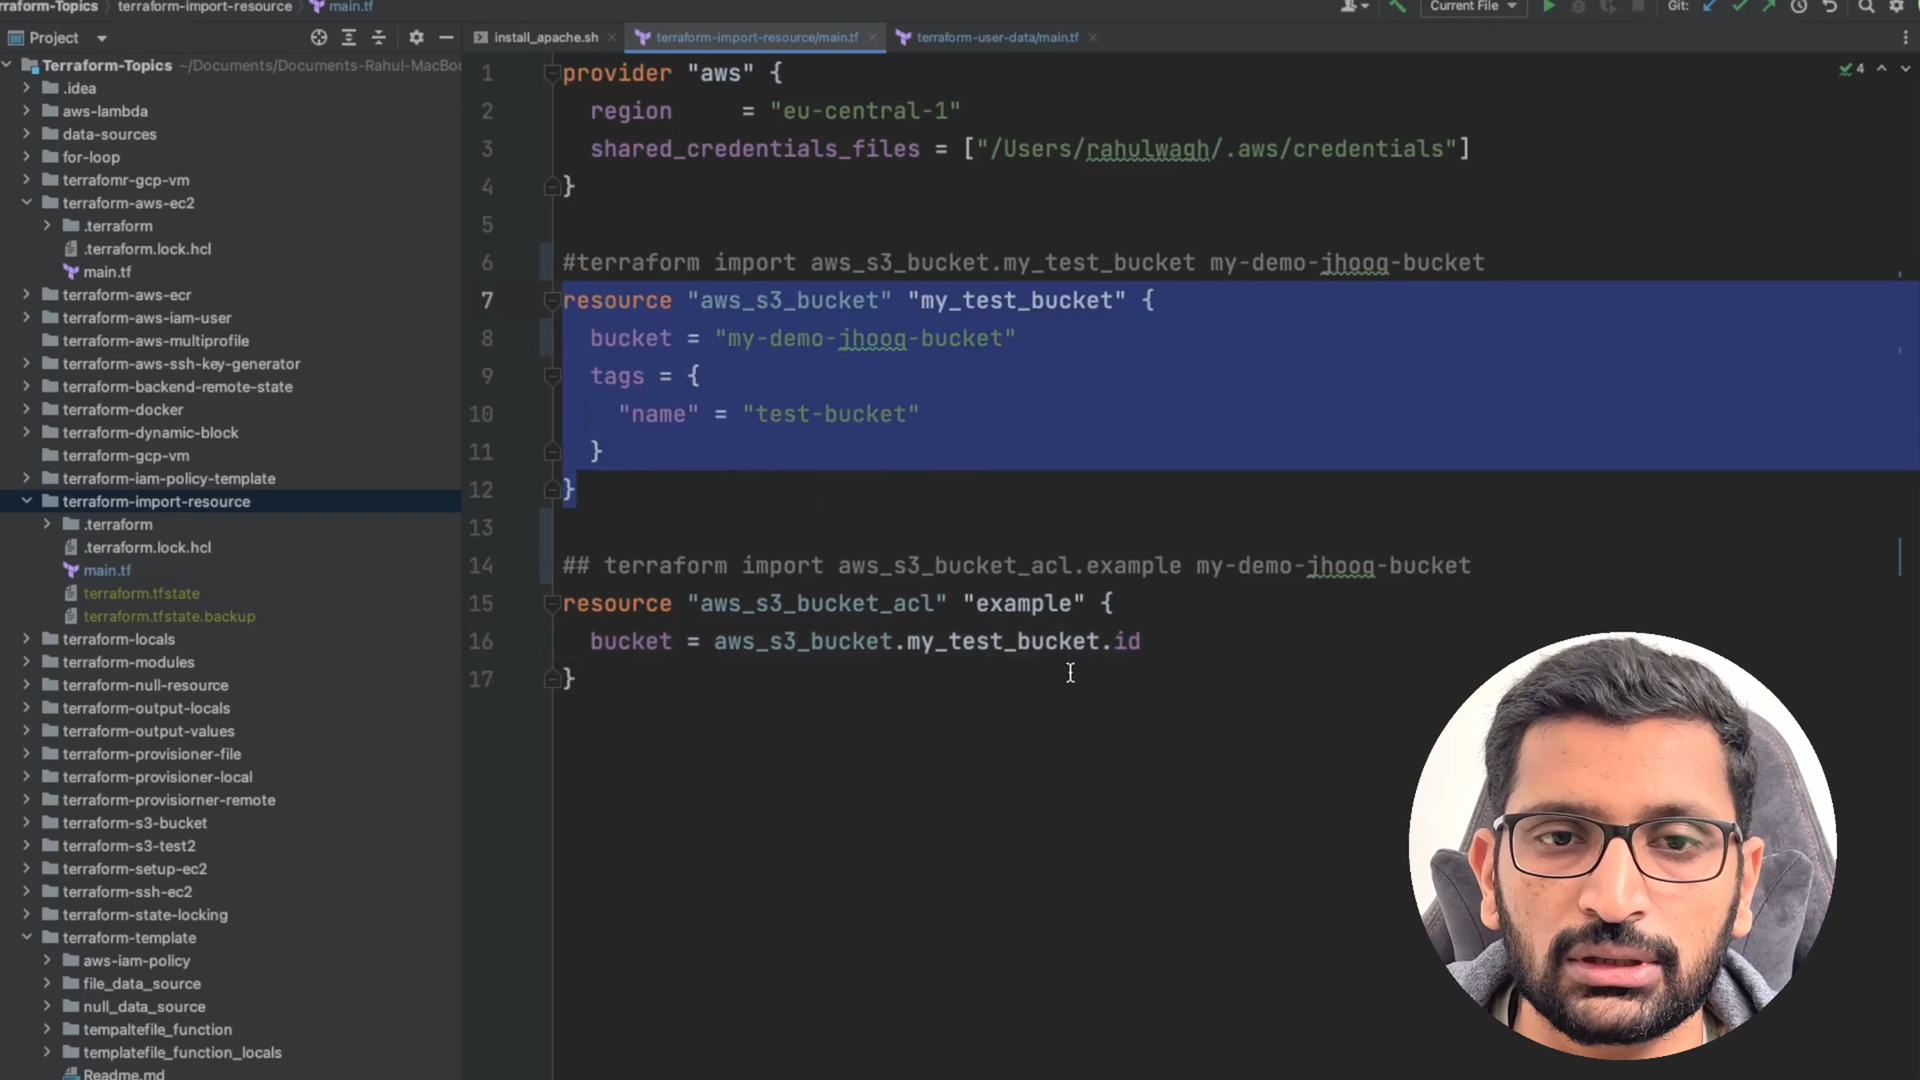 rraform-Topics > terraform-import-resource > main.tf
Current File
Git:
Project
install_apache.sh
terraform-import-resource/main.tf
terraform-user-data/main.tf
Terraform-Topics ~/Documents/Documents-Rahul-MacBoo
.idea
aws-lambda
data-sources
for-loop
terrafomr-gcp-vm
terraform-aws-ec2
.terraform
.terraform.lock.hcl
main.tf
terraform-aws-ecr
terraform-aws-iam-user
terraform-aws-multiprofile
terraform-aws-ssh-key-generator
terraform-backend-remote-state
terraform-docker
terraform-dynamic-block
terraform-gcp-vm
terraform-iam-policy-template
terraform-import-resource
.terraform
.terraform.lock.hcl
main.tf
terraform.tfstate
terraform.tfstate.backup
terraform-locals
terraform-modules
terraform-null-resource
terraform-output-locals
terraform-output-values
terraform-provisioner-file
terraform-provisioner-local
terraform-provisiorner-remote
terraform-s3-bucket
terraform-s3-test2
terraform-setup-ec2
terraform-ssh-ec2
terraform-state-locking
terraform-template
aws-iam-policy
file_data_source
null_data_source
tempaltefile_function
templatefile_function_locals
Readme.md
4
1 provider "aws" {
2 region = "eu-central-1"
3 shared_credentials_files = ["/Users/rahulwagh/.aws/credentials"]
4 }
5
6 #terraform import aws_s3_bucket.my_test_bucket my-demo-jhooq-bucket
7 resource "aws_s3_bucket" "my_test_bucket" {
8 bucket = "my-demo-jhooq-bucket"
9 tags = {
10 "name" = "test-bucket"
11 }
12 }
13
14 ## terraform import aws_s3_bucket_acl.example my-demo-jhooq-bucket
15 resource "aws_s3_bucket_acl" "example" {
16 bucket = aws_s3_bucket.my_test_bucket.id
17 }